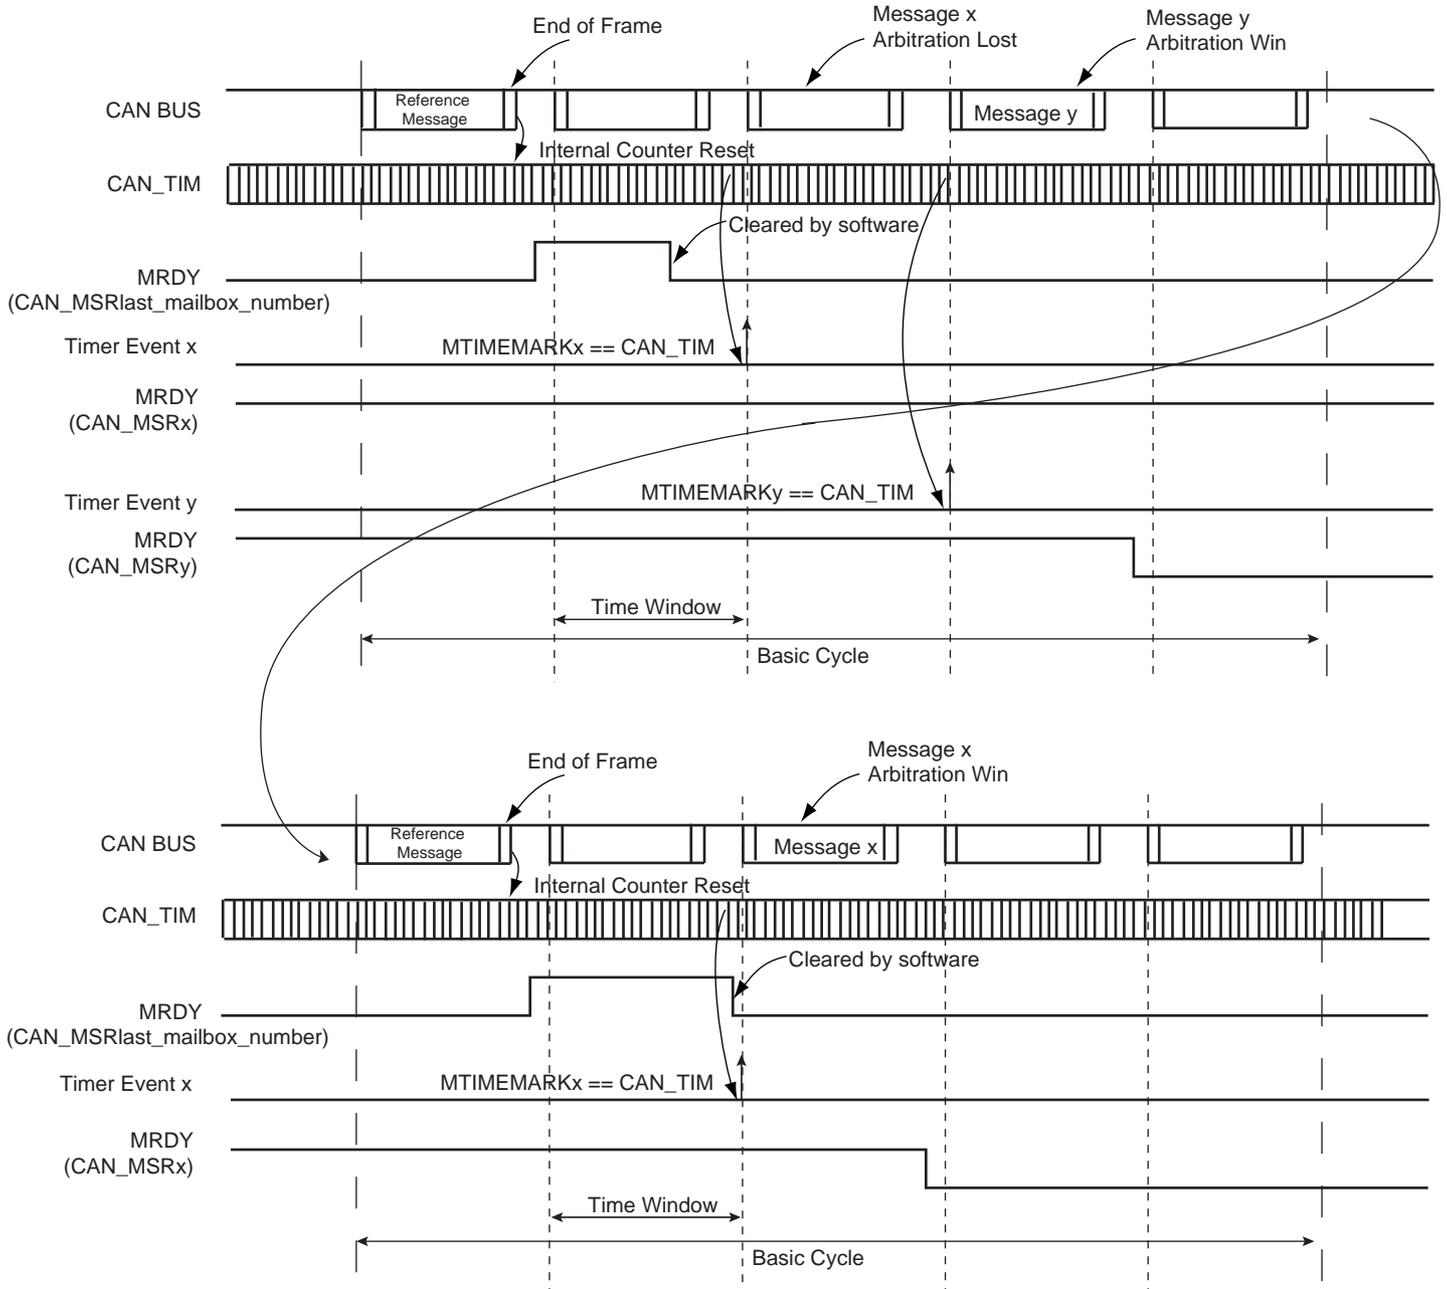 End of Frame
Message x
Arbitration Lost
Message y
Arbitration Win
CAN BUS
Reference
Message
Message y
Internal Counter Reset
CAN_TIM
Cleared by software
MRDY
(CAN_MSRlast_mailbox_number)
Timer Event x
MTIMEMARKx == CAN_TIM
MRDY
(CAN_MSRx)
Timer Event y
MTIMEMARKy == CAN_TIM
MRDY
(CAN_MSRy)
Time Window
Basic Cycle
End of Frame
Message x
Arbitration Win
CAN BUS
Reference
Message
Message x
Internal Counter Reset
CAN_TIM
Cleared by software
MRDY
(CAN_MSRlast_mailbox_number)
Timer Event x
MTIMEMARKx == CAN_TIM
MRDY
(CAN_MSRx)
Time Window
Basic Cycle